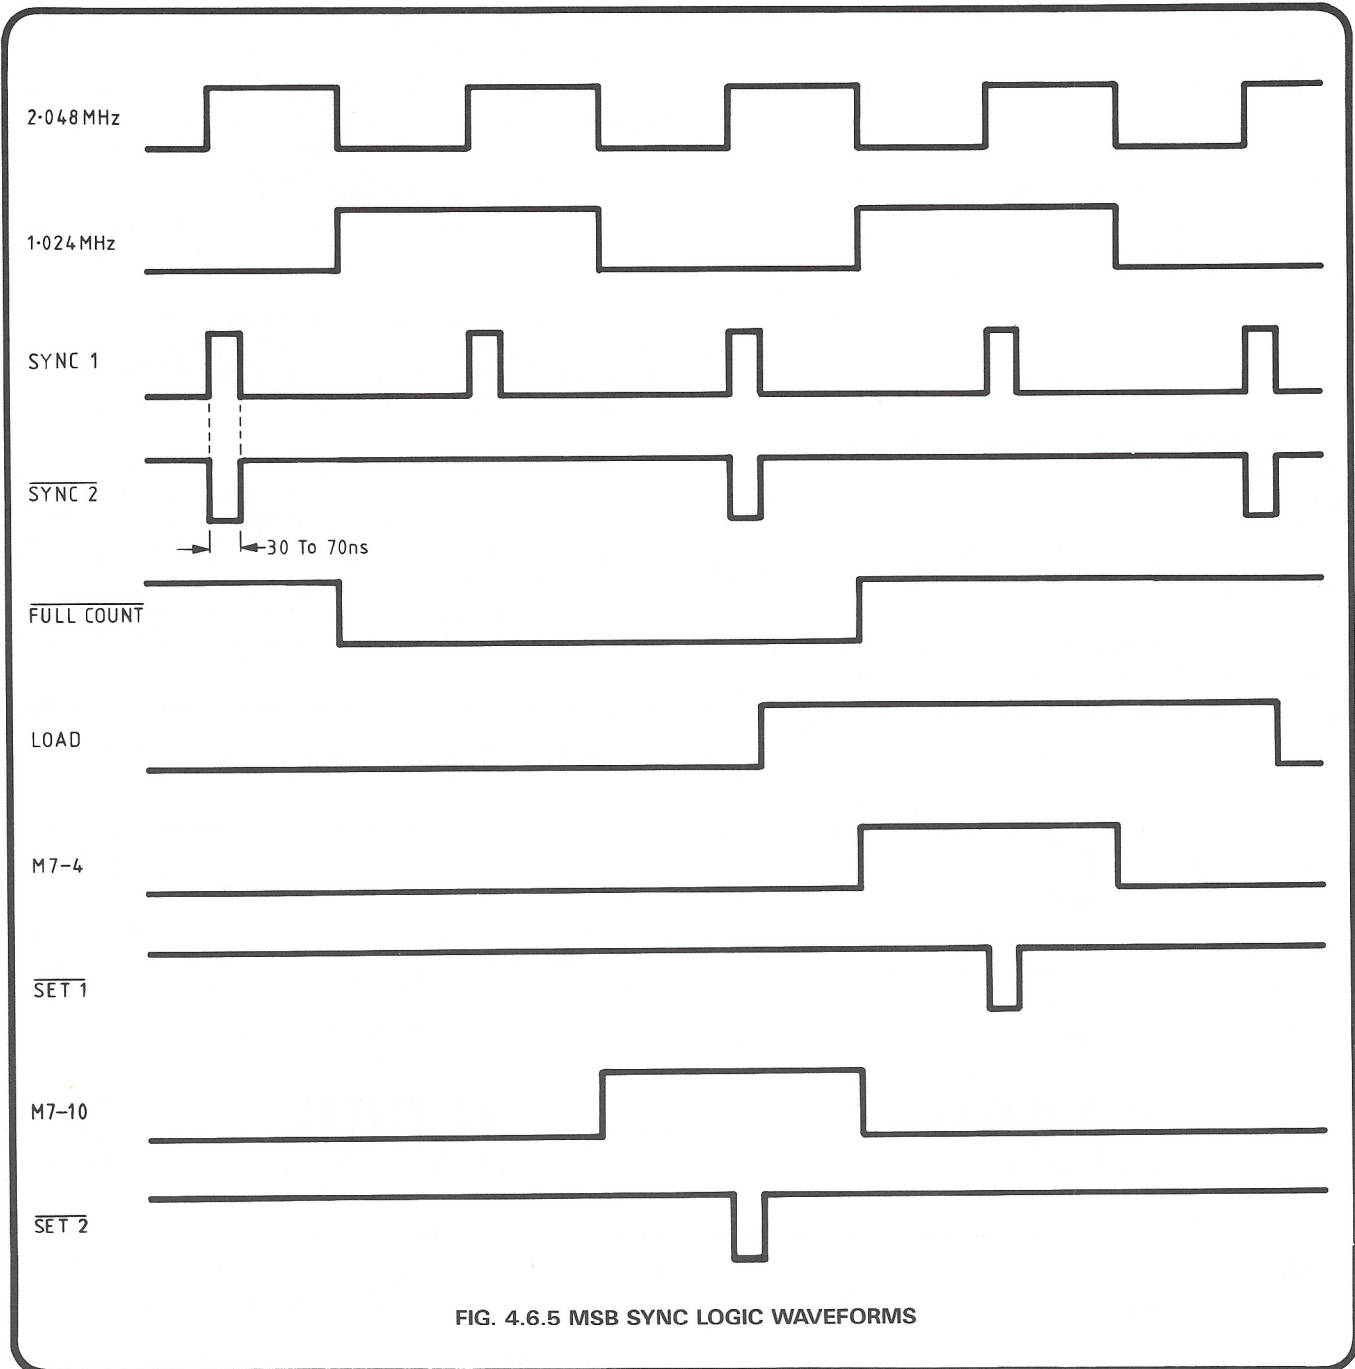 2·048MHz
1·024MHz
SYNC 1
SYNC 2
30 To 70ns
FULL COUNT
LOAD
M7-4
SET 1
M7-10
SET 2
FIG. 4.6.5 MSB SYNC LOGIC WAVEFORMS